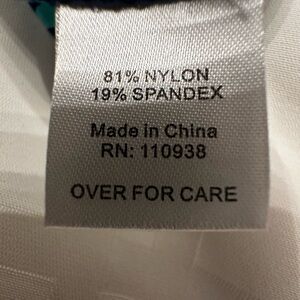 81% NYLON
19% SPANDEX
Made in China
RN: 110938
OVER FOR CARE